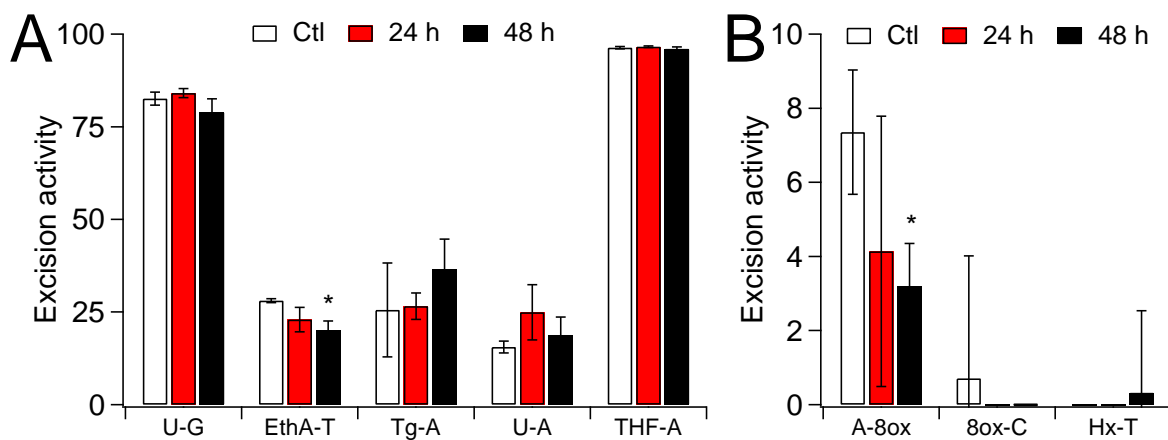 A
Ctl 24 h 48 h
Excision activity
100
75
50
25
0
*
U-G EthA-T Tg-A U-A THF-A
B
Ctl 24 h 48 h
Excision activity
10
8
6
4
2
0
*
A-8ox 8ox-C Hx-T